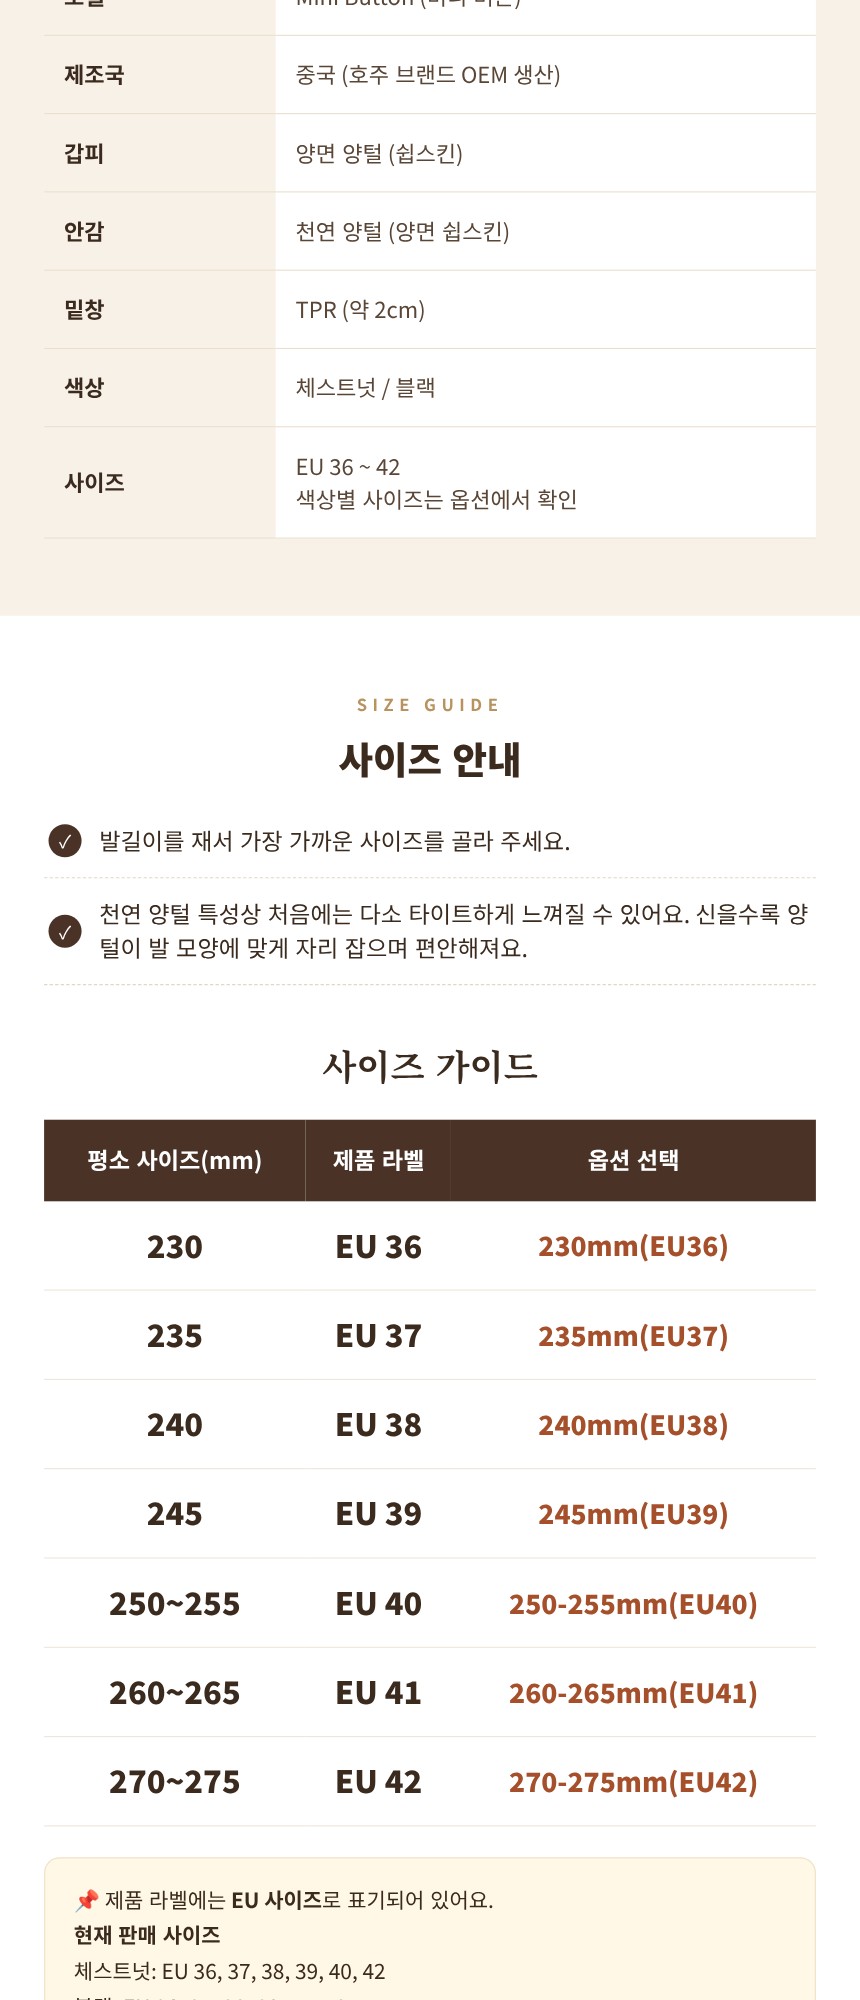 제조국
중국 (호주 브랜드 OEM 생산)
갑피
양면 양털 (쉽스킨)
안감
천연 양털 (양면 쉽스킨)
밑창
TPR (약 2cm)
색상
체스트넛 / 블랙
사이즈
EU 36 ~ 42
색상별 사이즈는 옵션에서 확인
SIZE GUIDE
사이즈 안내
✓ 발길이를 재서 가장 가까운 사이즈를 골라 주세요.
✓ 천연 양털 특성상 처음에는 다소 타이트하게 느껴질 수 있어요. 신을수록 양
털이 발 모양에 맞게 자리 잡으며 편안해져요.
사이즈 가이드
평소 사이즈(mm) 제품 라벨 옵션 선택
230 EU 36 230mm(EU36)
235 EU 37 235mm(EU37)
240 EU 38 240mm(EU38)
245 EU 39 245mm(EU39)
250~255 EU 40 250-255mm(EU40)
260~265 EU 41 260-265mm(EU41)
270~275 EU 42 270-275mm(EU42)
📌 제품 라벨에는 EU 사이즈로 표기되어 있어요.
현재 판매 사이즈
체스트넛: EU 36, 37, 38, 39, 40, 42